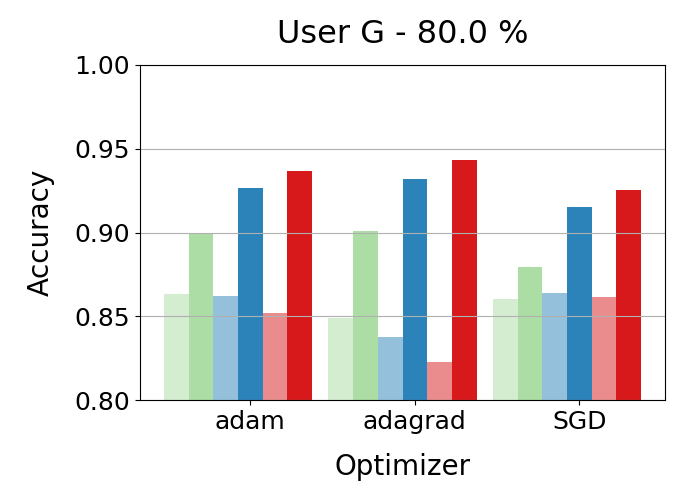 User G - 80.0 %
1.00
0.95
0.90
0.85
0.80
Accuracy
adam
adagrad
SGD
Optimizer